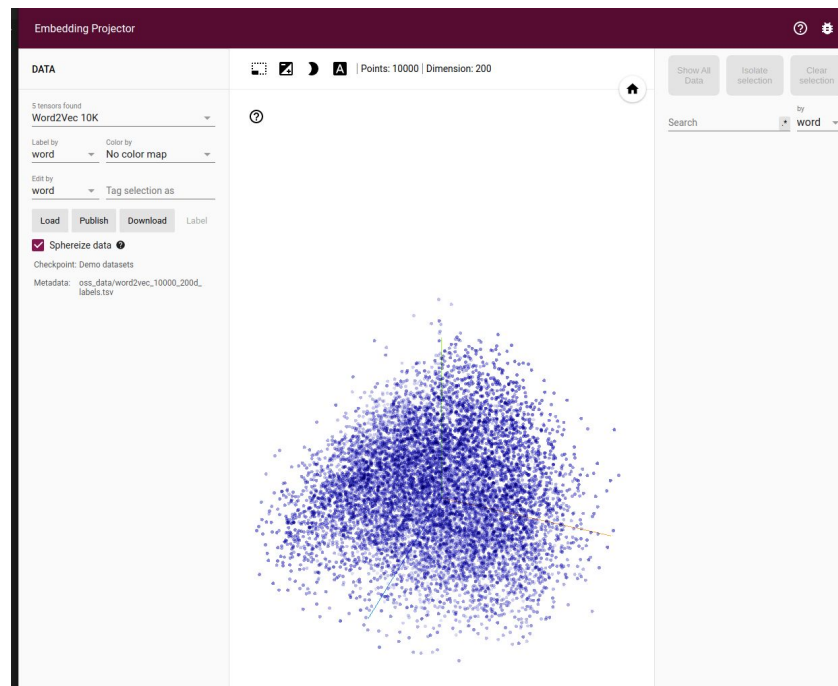 Embedding Projector
DATA
5 tensors found
Word2Vec 10K
Label by
Color by
word
No color map
Edit by
word
Tag selection as
Load
Publish
Download
Label
Sphereize data
Checkpoint: Demo datasets
Metadata: oss_data/word2vec_10000_200d_
labels.tsv
A
Points: 10000 | Dimension: 200
Show All
Data
Isolate
selection
Clear
selection
Search
.*
by
word